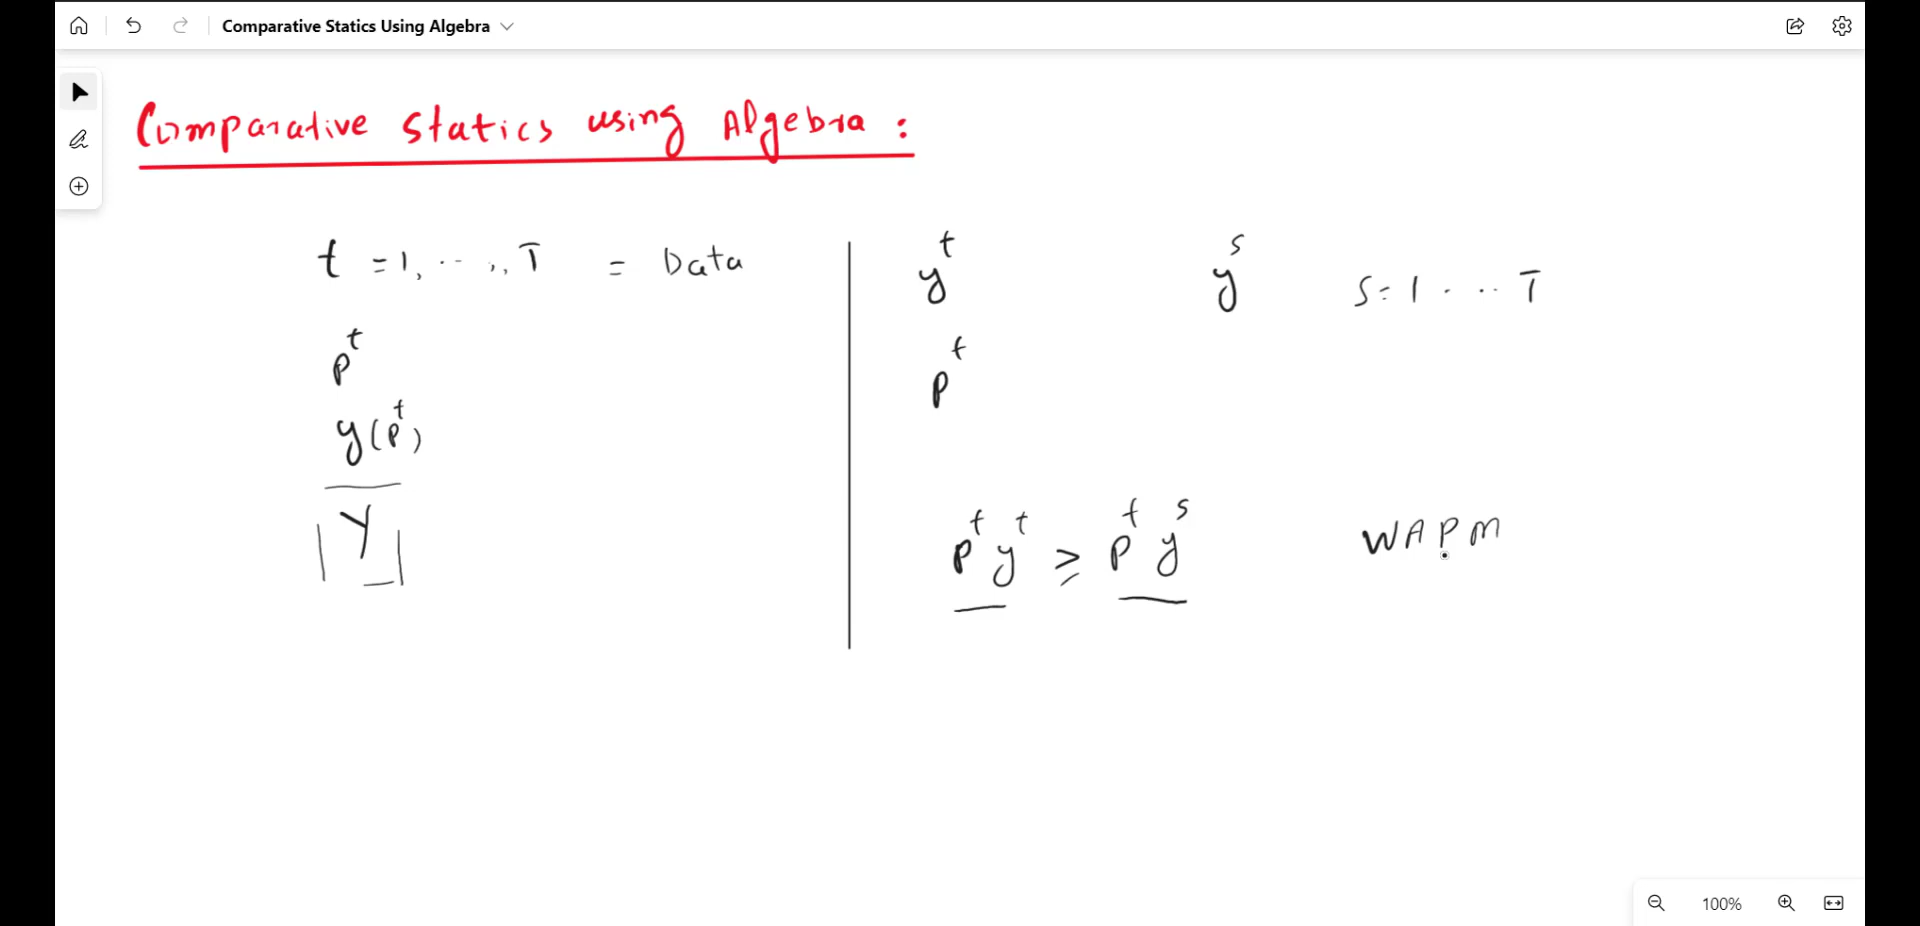 Comparative Statics Using Algebra
Comparative Statics using Algebra :
t = 1, ..., T = Data
p^t
y(p^t)
Y
y^t y^s s = 1 ... T
p^t
p^t y^t ≥ p^t y^s WAPM
100%